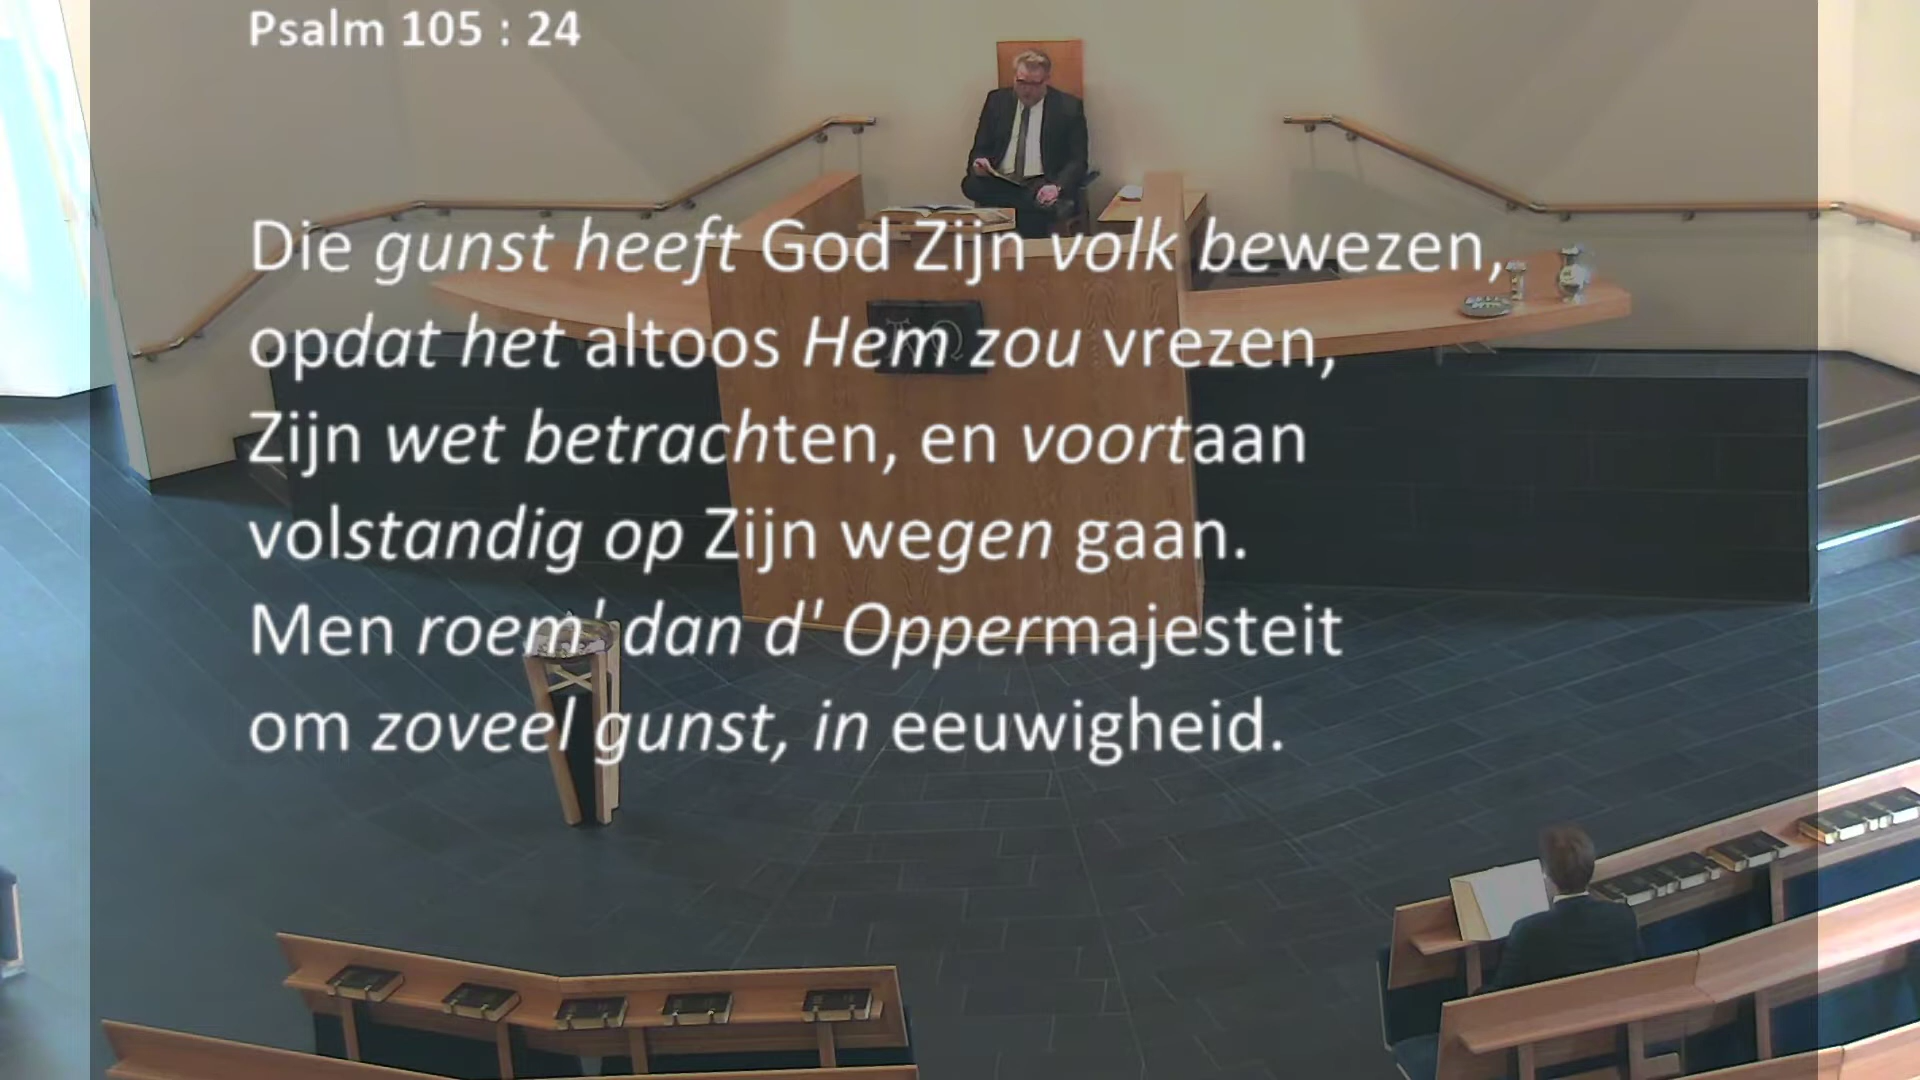 Psalm 105 : 24
Die gunst heeft God Zijn volk bewezen,
opdat het altoos Hem zou vrezen,
Zijn wet betrachten, en voortaan
volstandig op Zijn wegen gaan.
Men roem' dan d' Oppermajesteit
om zoveel gunst, in eeuwigheid.